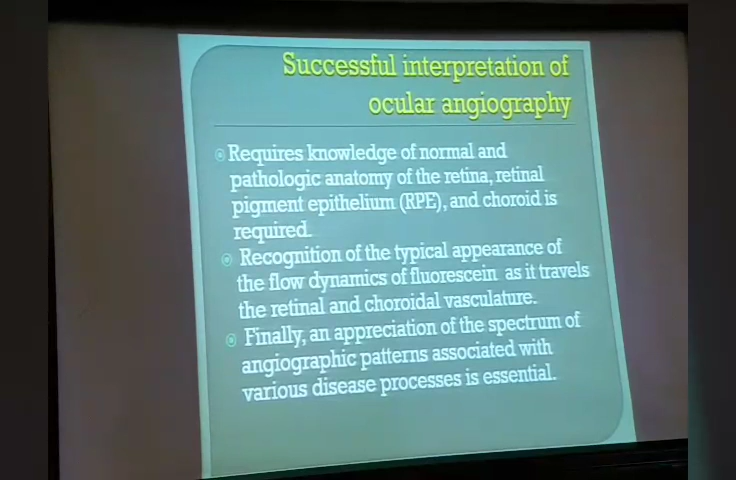 Successful interpretation of
ocular angiography
Requires knowledge of normal and
pathologic anatomy of the retina, retinal
pigment epithelium (RPE), and choroid is
required.
Recognition of the typical appearance of
the flow dynamics of fluorescein as it travels
the retinal and choroidal vasculature.
Finally, an appreciation of the spectrum of
angiographic patterns associated with
various disease processes is essential.